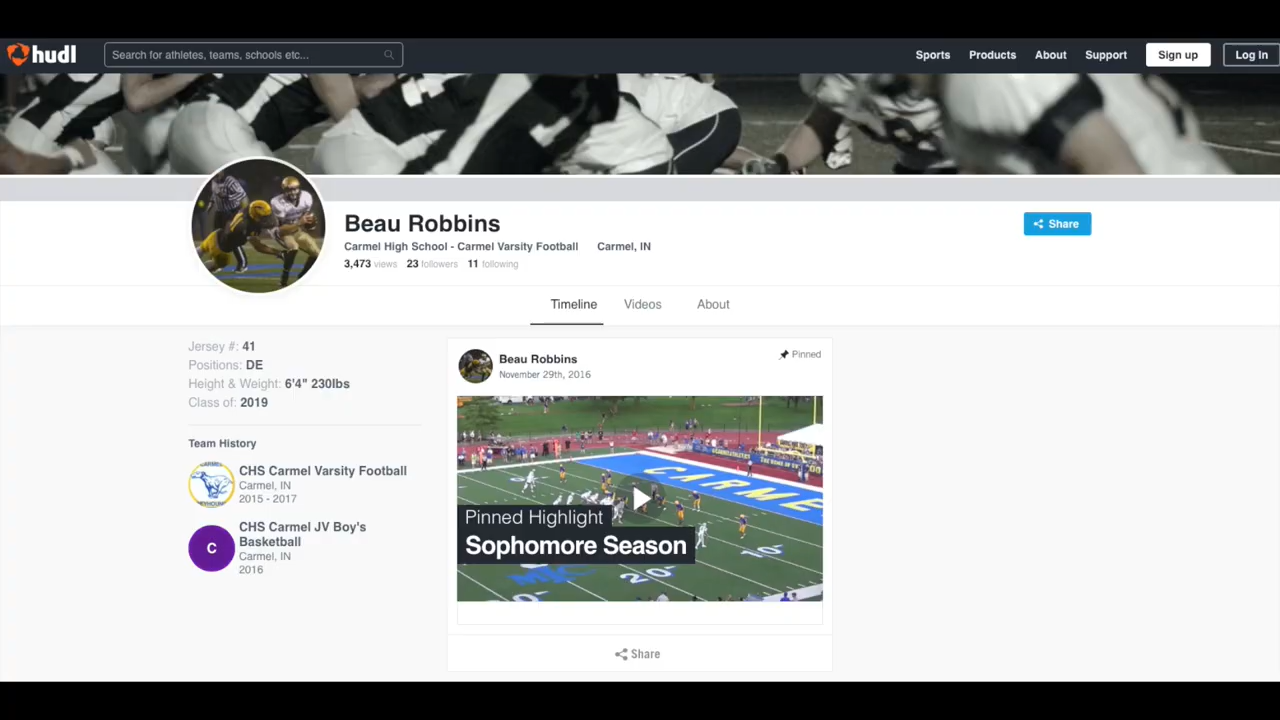 hudl
Search for athletes, teams, schools etc...
Sports Products About Support Sign up Log In
Beau Robbins
Carmel High School - Carmel Varsity Football Carmel, IN
3,473 views 23 followers 11 following
Share
Timeline Videos About
Jersey #: 41
Positions: DE
Height & Weight: 6'4" 230lbs
Class of: 2019
Team History
CHS Carmel Varsity Football
Carmel, IN
2015 - 2017
C
CHS Carmel JV Boy's
Basketball
Carmel, IN
2016
Beau Robbins
November 29th, 2016
Pinned
CARME
Pinned Highlight
Sophomore Season
Share